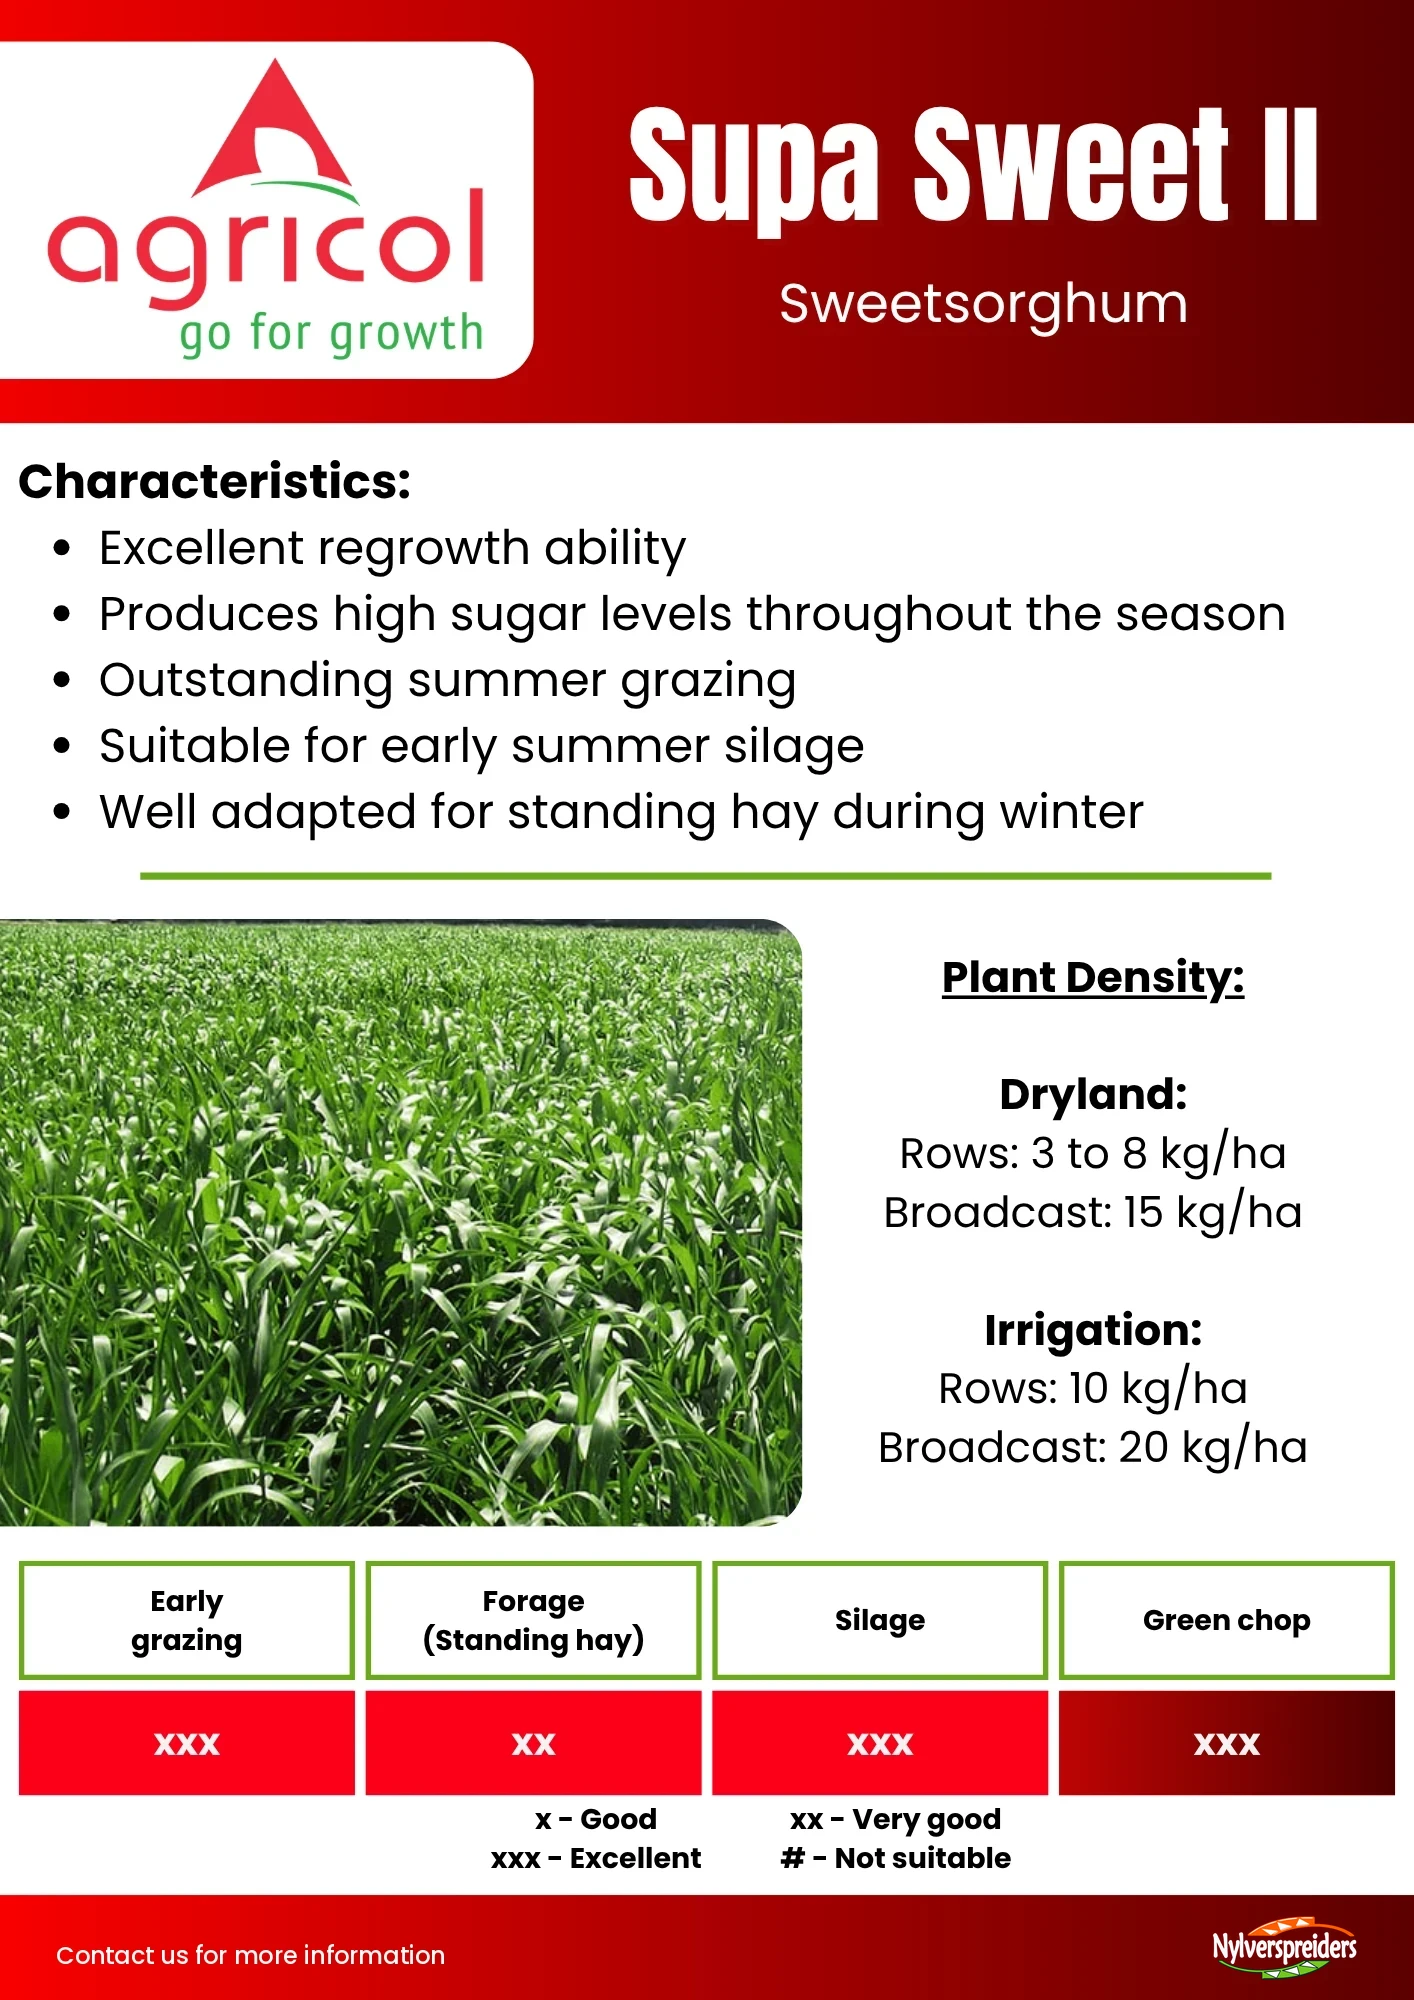 agricol
go for growth
Supa Sweet II
Sweetsorghum
Characteristics:
• Excellent regrowth ability
• Produces high sugar levels throughout the season
• Outstanding summer grazing
• Suitable for early summer silage
• Well adapted for standing hay during winter
Plant Density:
Dryland:
Rows: 3 to 8 kg/ha
Broadcast: 15 kg/ha
Irrigation:
Rows: 10 kg/ha
Broadcast: 20 kg/ha
Early
grazing
Forage
(Standing hay)
Silage
Green chop
xxx
xx
xxx
xxx
x - Good
xx - Very good
xxx - Excellent
# - Not suitable
Contact us for more information
Nylverspreiders